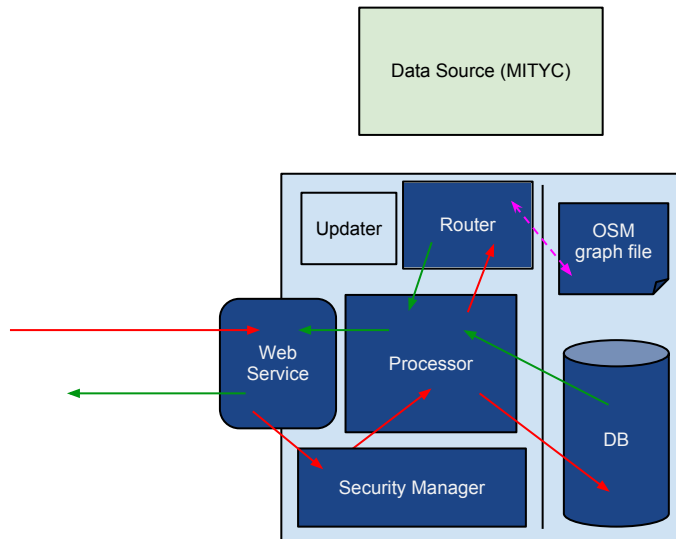 Data Source (MITYC)
Updater
Router
OSM
graph file
Web
Service
Processor
DB
Security Manager